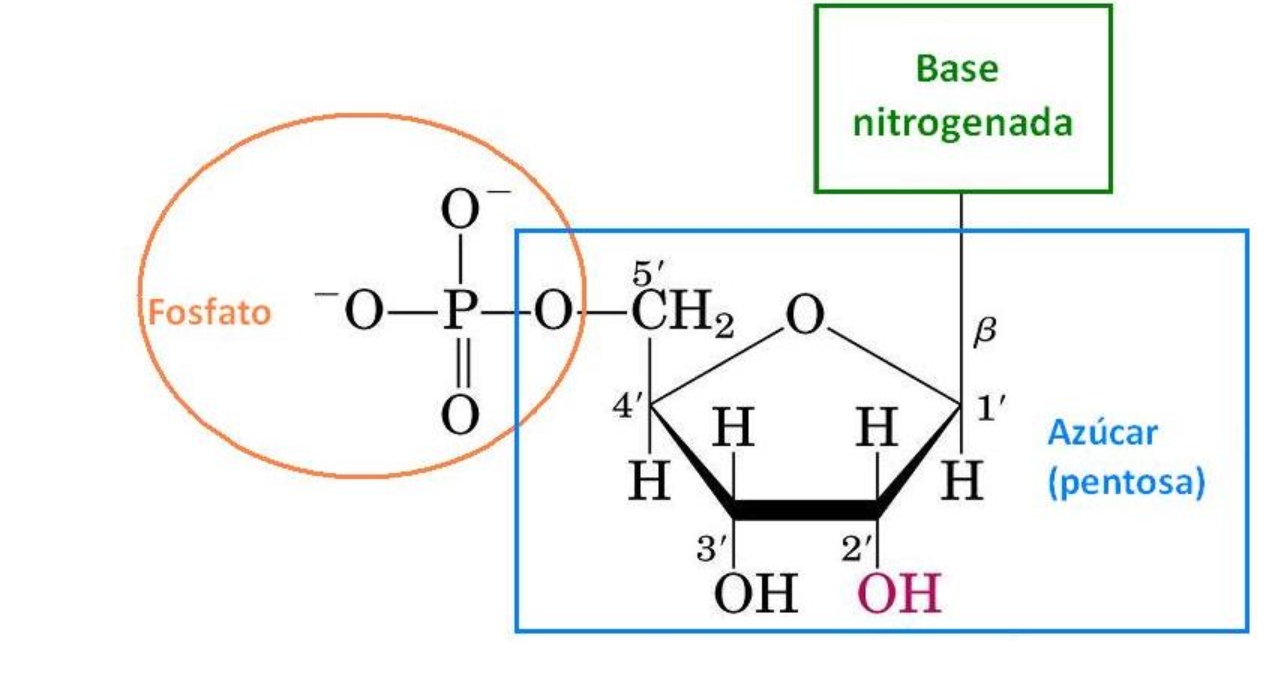 Base
nitrogenada
O⁻
5′
Fosfato ⁻O P O CH₂ O
β
O
4′ H H 1′
Azúcar
H H (pentosa)
3′ 2′
OH OH